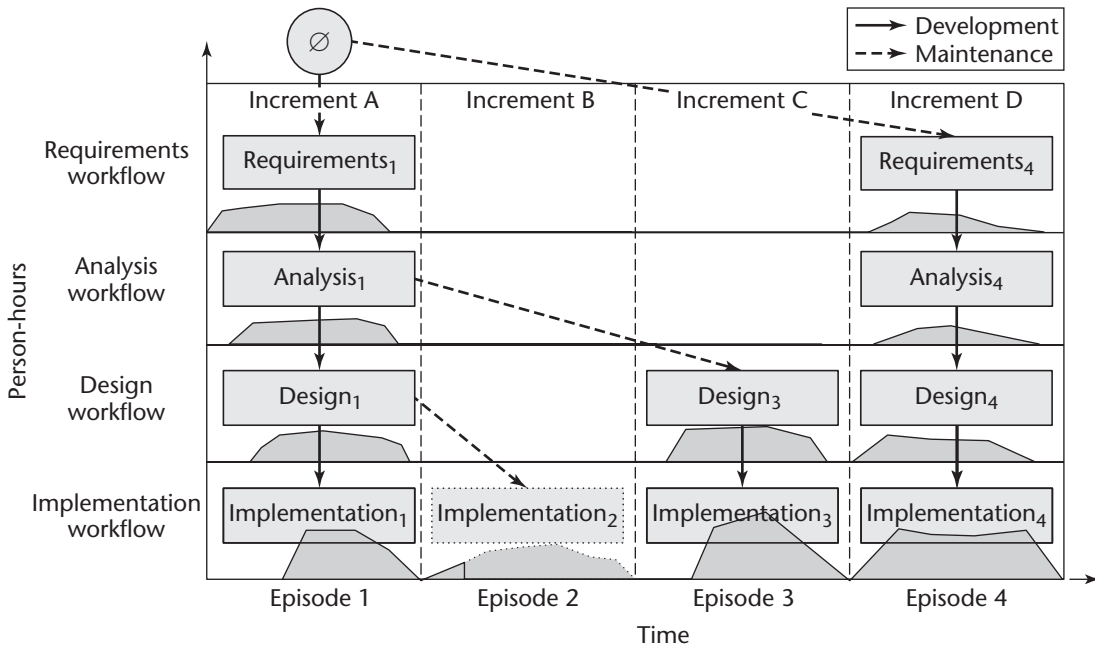 ∅
Development
Maintenance
Increment A
Increment B
Increment C
Increment D
Requirements
workflow
Requirements₁
Requirements₄
Analysis
workflow
Analysis₁
Analysis₄
Person-hours
Design
workflow
Design₁
Design₃
Design₄
Implementation
workflow
Implementation₁
Implementation₂
Implementation₃
Implementation₄
Episode 1
Episode 2
Episode 3
Episode 4
Time